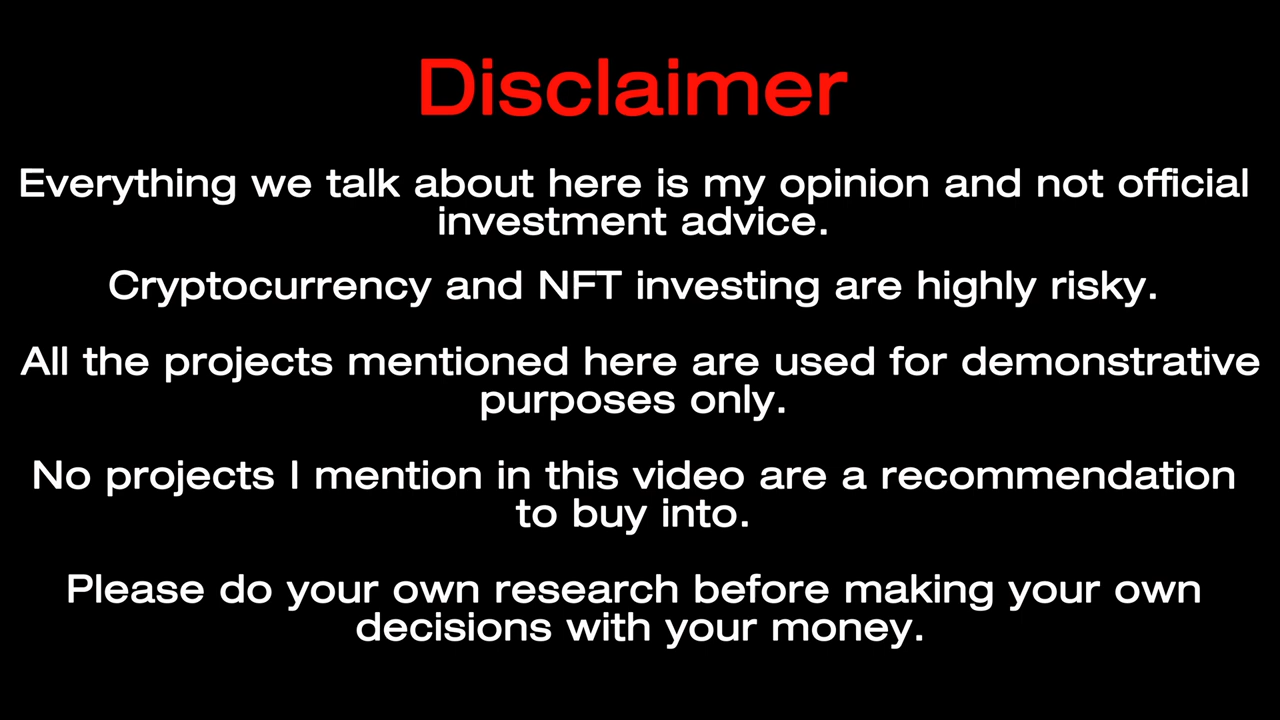 Disclaimer
Everything we talk about here is my opinion and not official
investment advice.
Cryptocurrency and NFT investing are highly risky.
All the projects mentioned here are used for demonstrative
purposes only.
No projects I mention in this video are a recommendation
to buy into.
Please do your own research before making your own
decisions with your money.